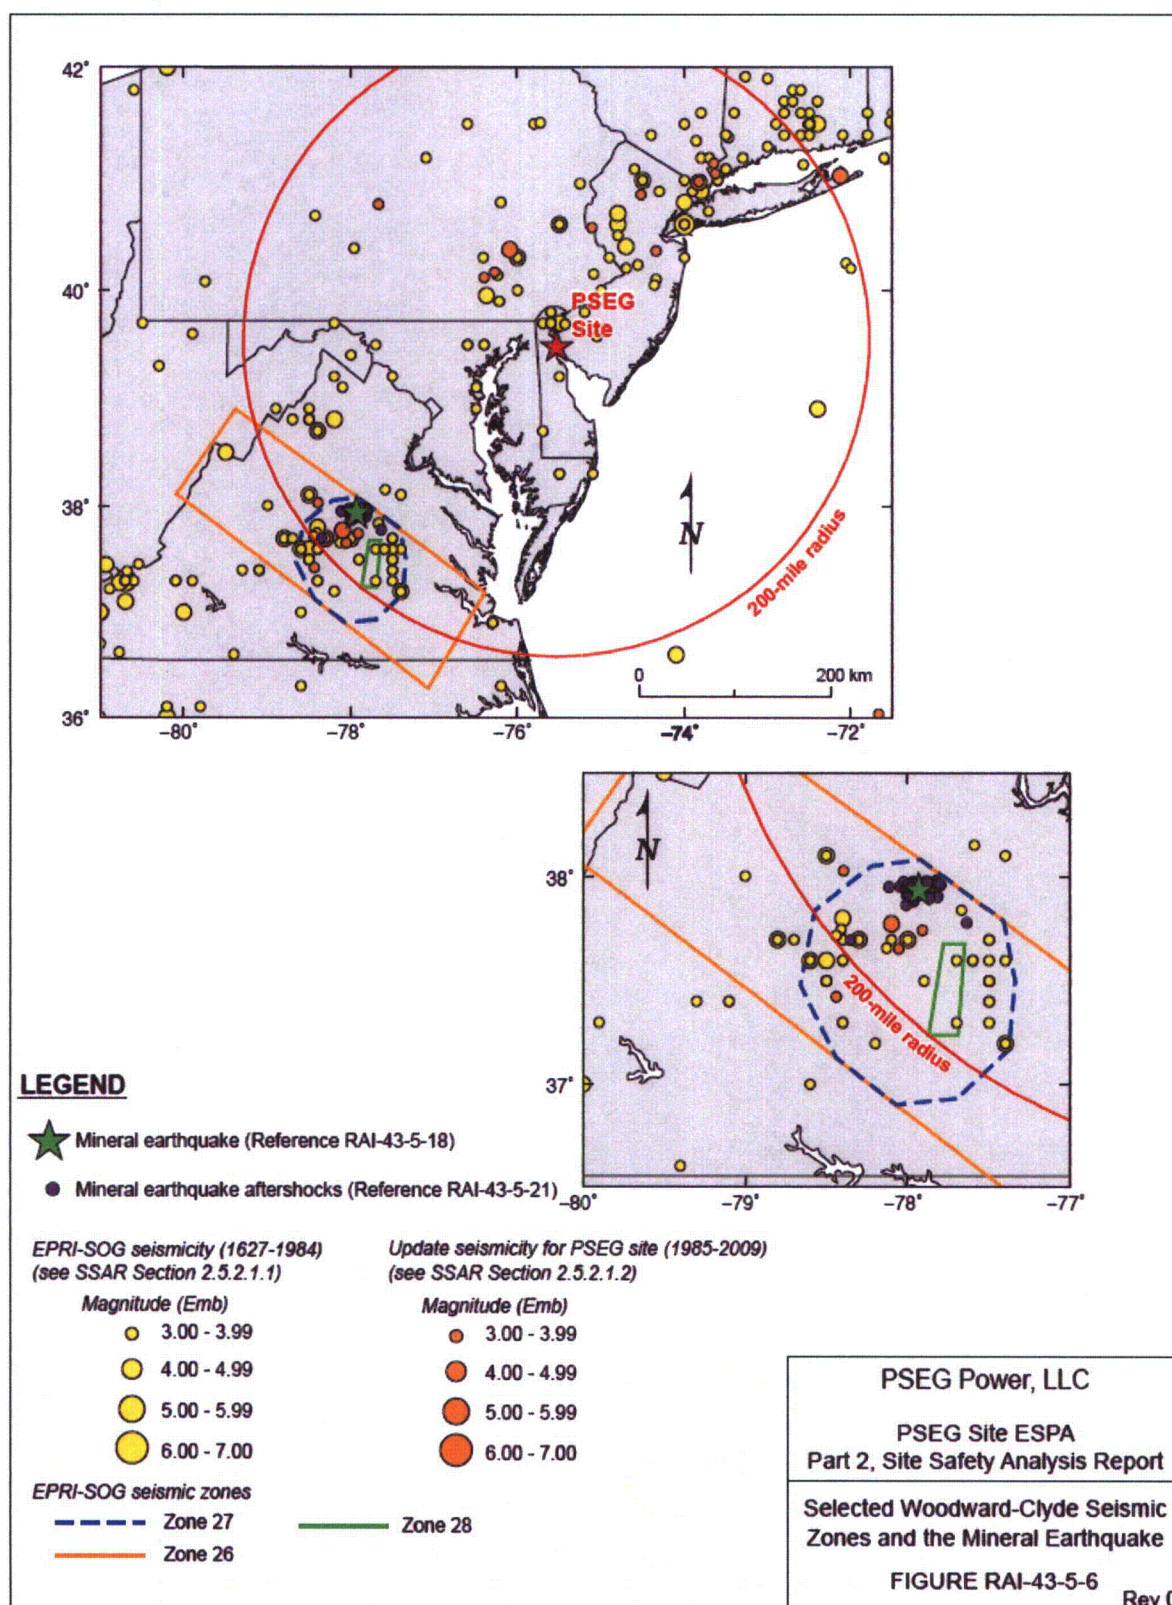 42°
40°
38°
36°
−80°
−78°
−76°
−74°
−72°
PSEG
Site
N
200-mile radius
0 200 km
38°
37°
−80°
−79°
−78°
−77°
N
200-mile radius
LEGEND
Mineral earthquake (Reference RAI-43-5-18)
Mineral earthquake aftershocks (Reference RAI-43-5-21)
EPRI-SOG seismicity (1627-1984)
(see SSAR Section 2.5.2.1.1)
Magnitude (Emb)
3.00 - 3.99
4.00 - 4.99
5.00 - 5.99
6.00 - 7.00
Update seismicity for PSEG site (1985-2009)
(see SSAR Section 2.5.2.1.2)
Magnitude (Emb)
3.00 - 3.99
4.00 - 4.99
5.00 - 5.99
6.00 - 7.00
EPRI-SOG seismic zones
Zone 27
Zone 28
Zone 26
PSEG Power, LLC
PSEG Site ESPA
Part 2, Site Safety Analysis Report
Selected Woodward-Clyde Seismic
Zones and the Mineral Earthquake
FIGURE RAI-43-5-6
Rev 0